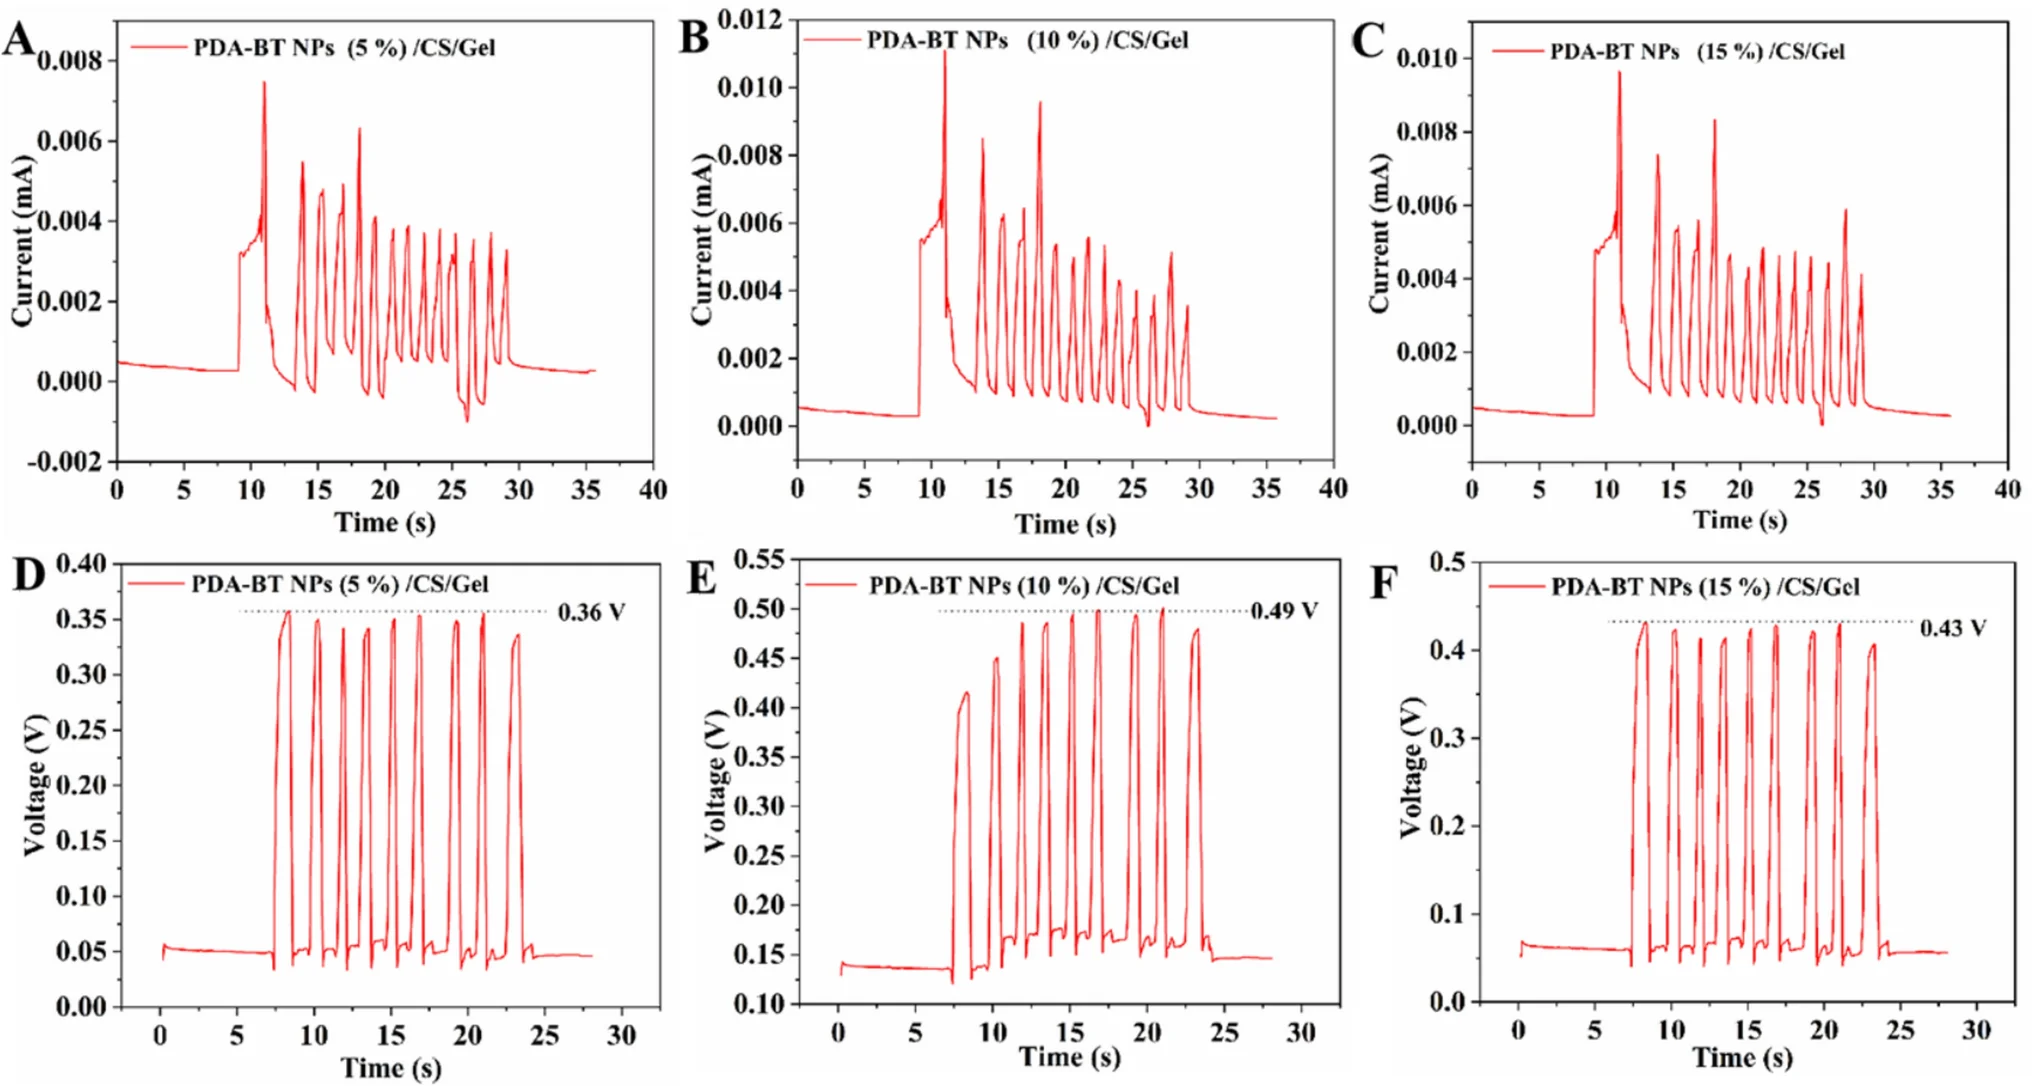 A
PDA-BT NPs (5 %) /CS/Gel
0.008
0.006
0.004
0.002
0.000
-0.002
Current (mA)
0 5 10 15 20 25 30 35 40
Time (s)
B
PDA-BT NPs (10 %) /CS/Gel
0.012
0.010
0.008
0.006
0.004
0.002
0.000
Current (mA)
0 5 10 15 20 25 30 35 40
Time (s)
C
PDA-BT NPs (15 %) /CS/Gel
0.010
0.008
0.006
0.004
0.002
0.000
Current (mA)
0 5 10 15 20 25 30 35 40
Time (s)
D
PDA-BT NPs (5 %) /CS/Gel
0.36 V
0.40
0.35
0.30
0.25
0.20
0.15
0.10
0.05
0.00
Voltage (V)
0 5 10 15 20 25 30
Time (s)
E
PDA-BT NPs (10 %) /CS/Gel
0.49 V
0.55
0.50
0.45
0.40
0.35
0.30
0.25
0.20
0.15
0.10
Voltage (V)
0 5 10 15 20 25 30
Time (s)
F
PDA-BT NPs (15 %) /CS/Gel
0.43 V
0.5
0.4
0.3
0.2
0.1
0.0
Voltage (V)
0 5 10 15 20 25 30
Time (s)